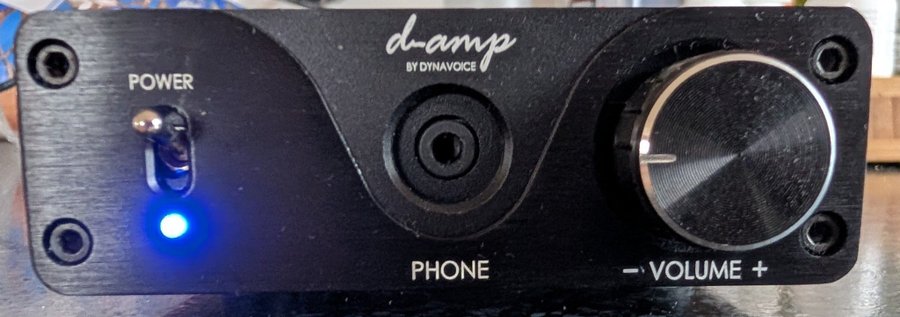 d-amp
BY DYNAVOICE
POWER
PHONE
- VOLUME +